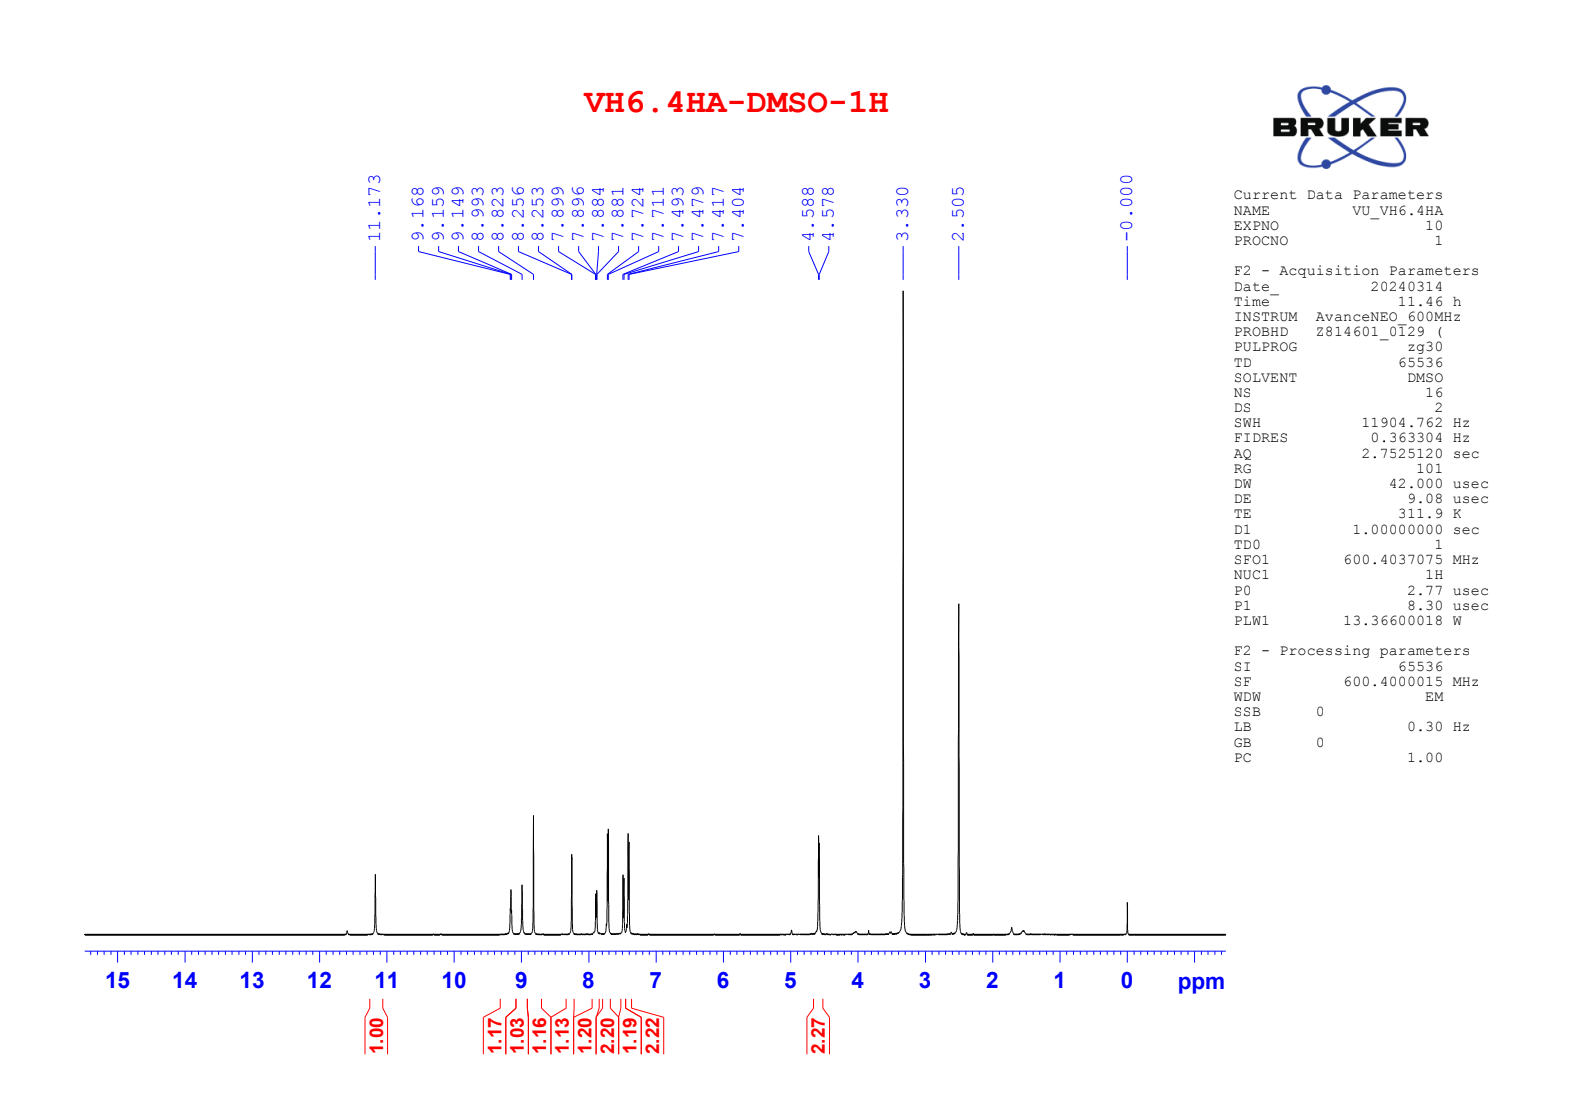 VH6.4HA-DMSO-1H
BRUKER
11.173
9.168
9.159
9.149
8.993
8.823
8.256
8.253
7.899
7.896
7.884
7.881
7.724
7.711
7.493
7.479
7.417
7.404
4.588
4.578
3.330
2.505
-0.000
Current Data Parameters
NAME VU_VH6.4HA
EXPNO 10
PROCNO 1
F2 - Acquisition Parameters
Date_ 20240314
Time 11.46 h
INSTRUM AvanceNEO_600MHz
PROBHD Z814601_0129 (
PULPROG zg30
TD 65536
SOLVENT DMSO
NS 16
DS 2
SWH 11904.762 Hz
FIDRES 0.363304 Hz
AQ 2.7525120 sec
RG 101
DW 42.000 usec
DE 9.08 usec
TE 311.9 K
D1 1.00000000 sec
TD0 1
SFO1 600.4037075 MHz
NUC1 1H
P0 2.77 usec
P1 8.30 usec
PLW1 13.36600018 W
F2 - Processing parameters
SI 65536
SF 600.4000015 MHz
WDW EM
SSB 0
LB 0.30 Hz
GB 0
PC 1.00
15 14 13 12 11 10 9 8 7 6 5 4 3 2 1 0 ppm
1.00
1.17
1.03
1.16
1.13
1.20
2.20
1.19
2.22
2.27